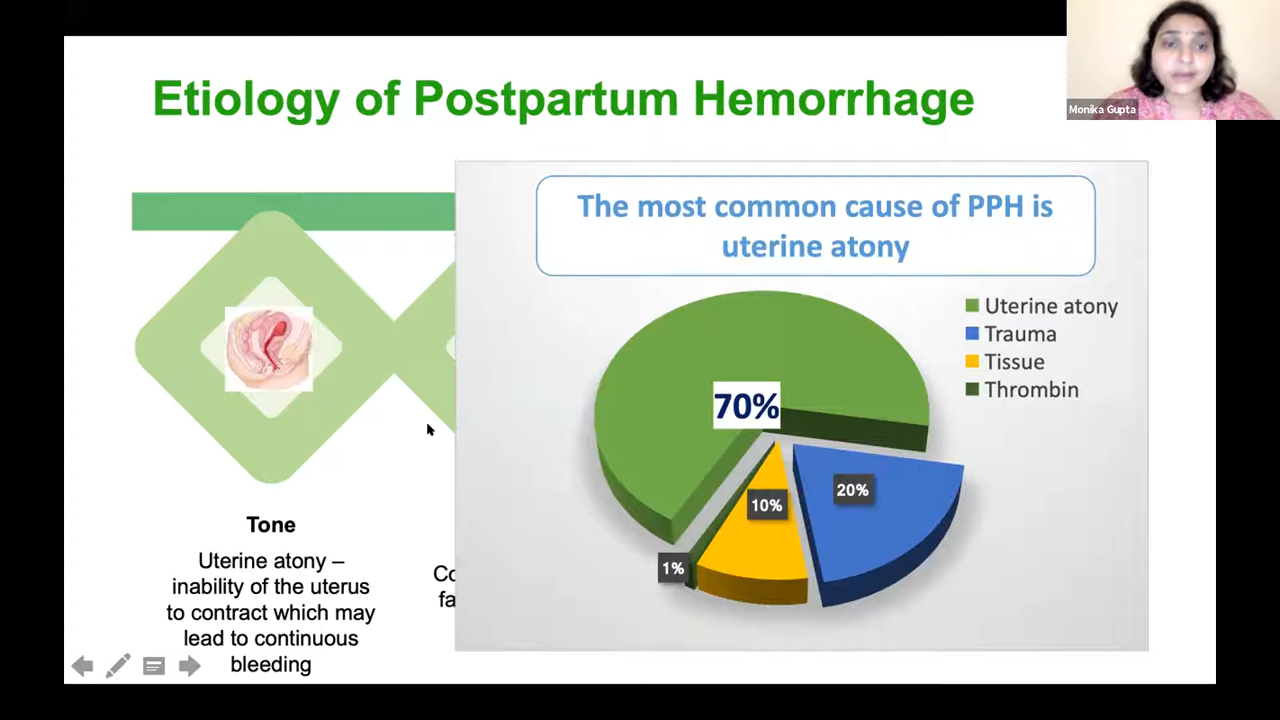 Etiology of Postpartum Hemorrhage
Monika Gupta
The most common cause of PPH is
uterine atony
Uterine atony
Trauma
Tissue
Thrombin
70%
20%
10%
1%
Tone
Uterine atony –
inability of the uterus
to contract which may
lead to continuous
bleeding